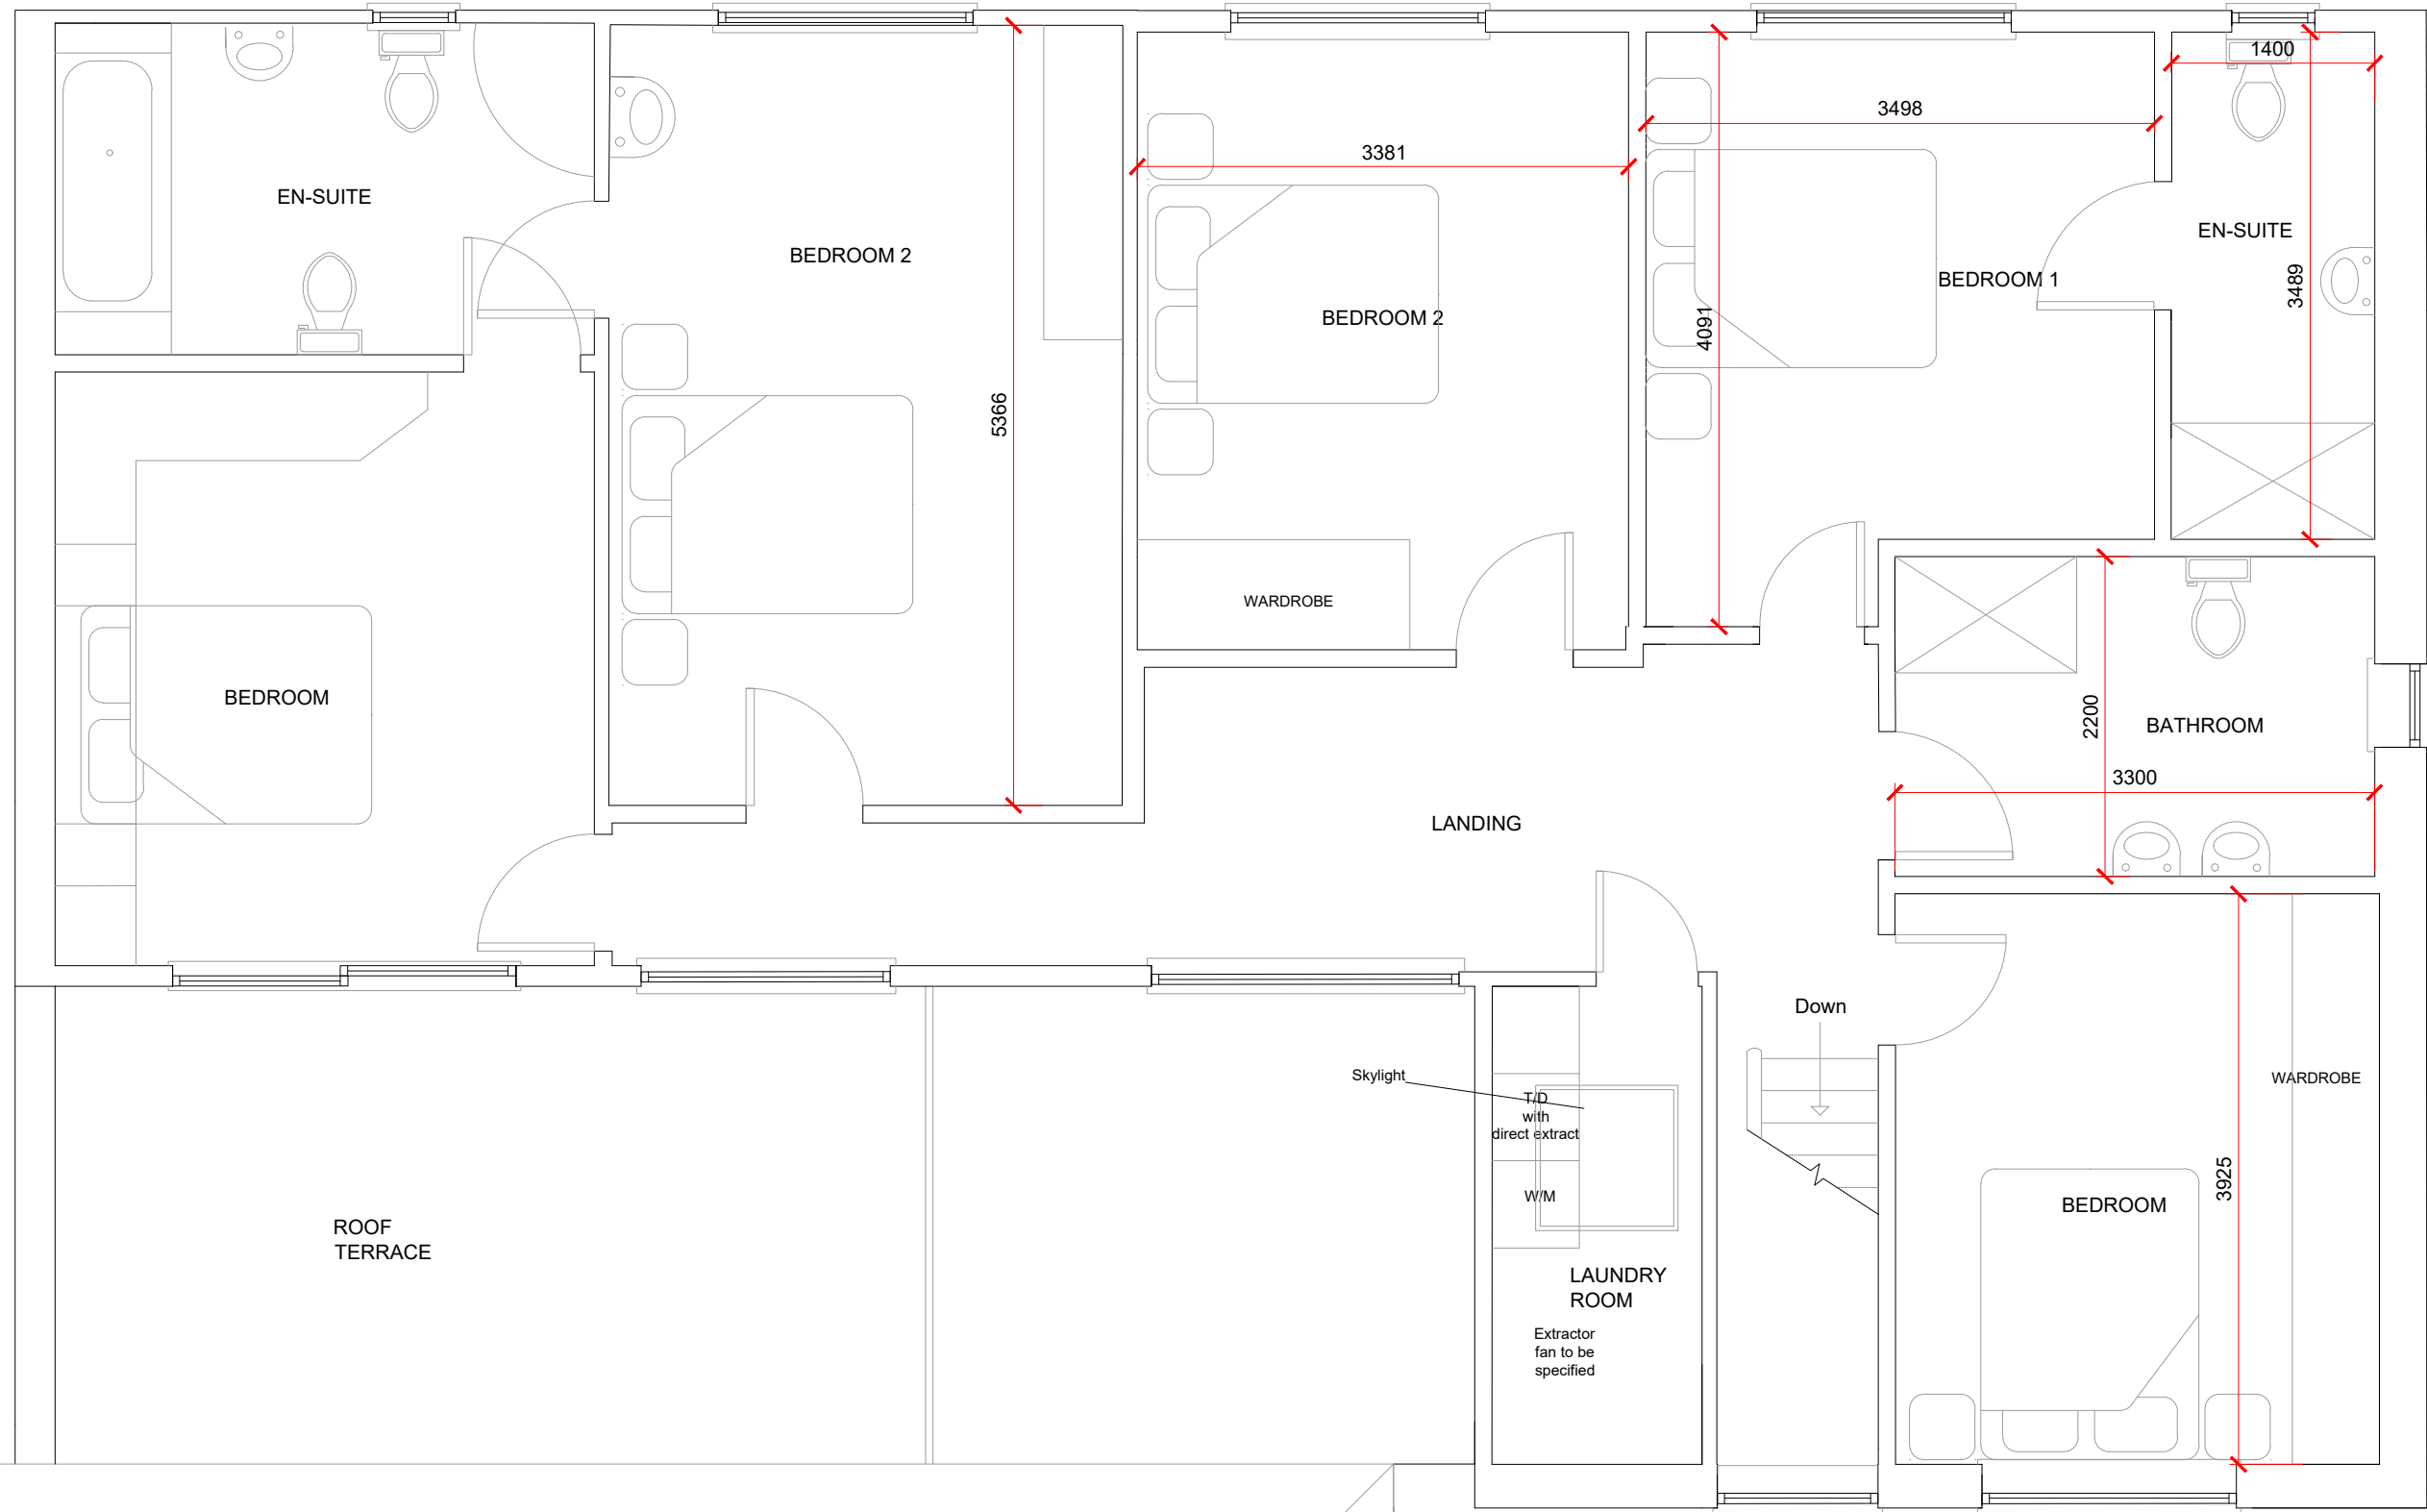 1400
3498
3381
EN-SUITE
EN-SUITE
BEDROOM 2
BEDROOM 1
3489
BEDROOM 2
4091
5366
WARDROBE
BEDROOM
2200
BATHROOM
3300
LANDING
Down
Skylight
WARDROBE
T/D
with
direct extract
3925
W/M
BEDROOM
ROOF
TERRACE
LAUNDRY
ROOM
Extractor
fan to be
specified